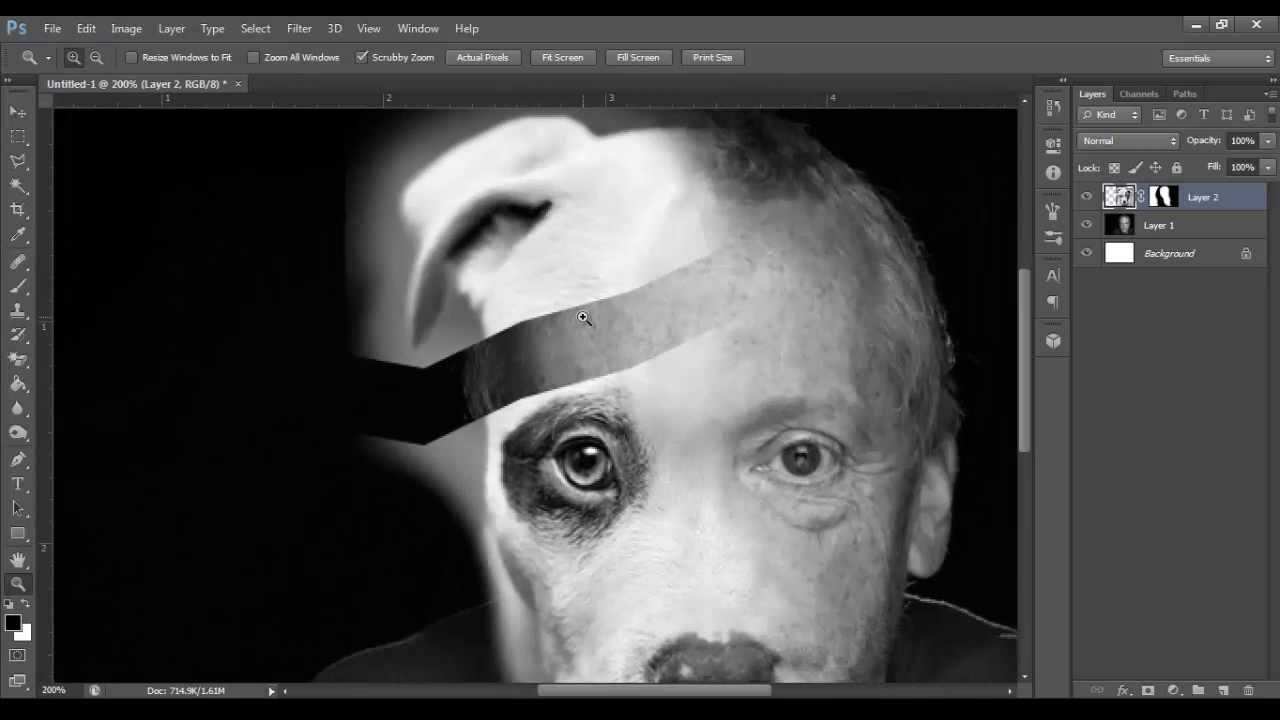 Ps File Edit Image Layer Type Select Filter 3D View Window Help
Resize Windows to Fit Zoom All Windows Scrubby Zoom Actual Pixels Fit Screen Fill Screen Print Size Essentials
Untitled-1 @ 200% (Layer 2, RGB/8) * ×
1 2 3 4
Layers Channels Paths
Kind
Normal Opacity: 100%
Lock: Fill: 100%
Layer 2
Layer 1
Background
1
2
200% Doc: 714.9K/1.61M